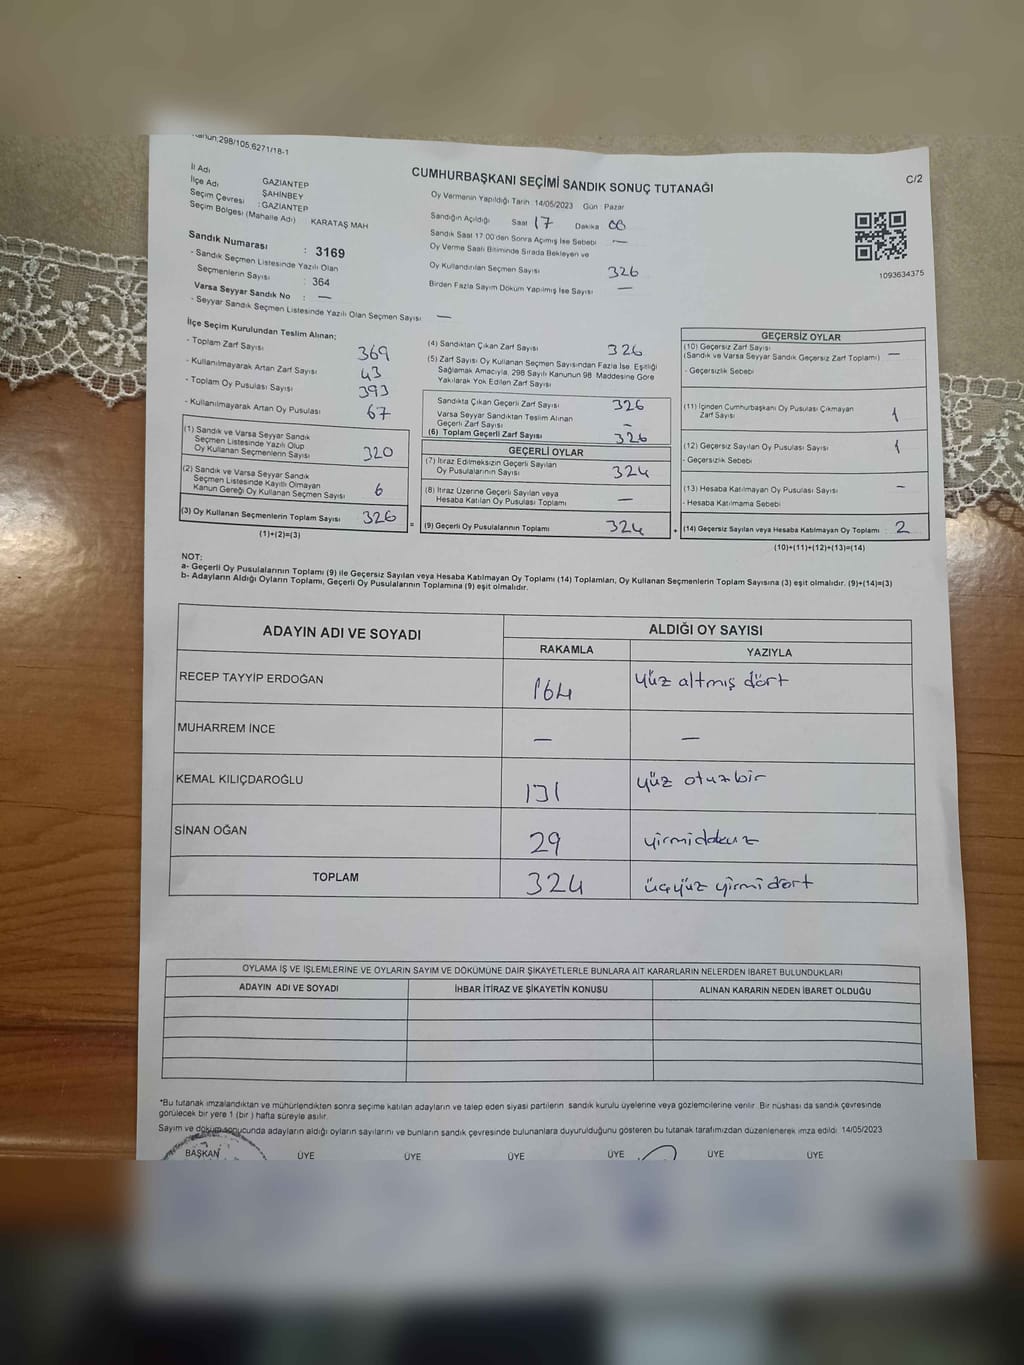 Kanun:298/105,6271/18-1
CUMHURBAŞKANI SEÇİMİ SANDIK SONUÇ TUTANAĞI
C/2
İl Adı GAZİANTEP
İlçe Adı ŞAHİNBEY
Seçim Çevresi : GAZİANTEP
Seçim Bölgesi (Mahalle Adı) KARATAŞ MAH
Sandık Numarası : 3169
- Sandık Seçmen Listesinde Yazılı Olan
Seçmenlerin Sayısı : 364
Varsa Seyyar Sandık No : —
- Seyyar Sandık Seçmen Listesinde Yazılı Olan Seçmen Sayısı —
Oy Vermenin Yapıldığı Tarih 14/05/2023 Gün : Pazar
Sandığın Açıldığı Saat 17 Dakika 00
Sandık Saat 17.00'den Sonra Açımış İse Sebebi —
Oy Verme Saati Bitiminde Sırada Bekleyen ve
Oy Kullandırılan Seçmen Sayısı 326
Birden Fazla Sayım Döküm Yapılmış İse Sayısı —
1093634375
İlçe Seçim Kurulundan Teslim Alınan;
- Toplam Zarf Sayısı 369
- Kullanılmayarak Artan Zarf Sayısı 43
- Toplam Oy Pusulası Sayısı 393
- Kullanılmayarak Artan Oy Pusulası 67
(1) Sandık ve Varsa Seyyar Sandık
Seçmen Listesinde Yazılı Olup
Oy Kullanan Seçmenlerin Sayısı 320
(2) Sandık ve Varsa Seyyar Sandık
Seçmen Listelerinde Kayıtlı Olmayan
Kanun Gereği Oy Kullanan Seçmen Sayısı 6
(3) Oy Kullanan Seçmenlerin Toplam Sayısı 326
(1)+(2)=(3)
(4) Sandıktan Çıkan Zarf Sayısı 326
(5) Zarf Sayısı Oy Kullanan Seçmen Sayısından Fazla İse, Eşitliği
Sağlamak Amacıyla, 298 Sayılı Kanunun 98. Maddesine Göre
Yakılarak Yok Edilen Zarf Sayısı
Sandıkta Çıkan Geçerli Zarf Sayısı 326
Varsa Seyyar Sandıktan Teslim Alınan
Geçerli Zarf Sayısı —
(6) Toplam Geçerli Zarf Sayısı 326
GEÇERLİ OYLAR
(7) İtiraz Edilmeksizin Geçerli Sayılan
Oy Pusulalarının Sayısı 324
(8) İtiraz Üzerine Geçerli Sayılan veya
Hesaba Katılan Oy Pusulası Toplamı —
= (9) Geçerli Oy Pusulalarının Toplamı 324
GEÇERSİZ OYLAR
(10) Geçersiz Zarf Sayısı
(Sandık ve Varsa Seyyar Sandık Geçersiz Zarf Toplamı) —
- Geçersizlik Sebebi
(11) İçinden Cumhurbaşkanı Oy Pusulası Çıkmayan
Zarf Sayısı 1
(12) Geçersiz Sayılan Oy Pusulası Sayısı 1
- Geçersizlik Sebebi
(13) Hesaba Katılmayan Oy Pusulası Sayısı —
- Hesaba Katılmama Sebebi
+ (14) Geçersiz Sayılan veya Hesaba Katılmayan Oy Toplamı 2
(10)+(11)+(12)+(13)=(14)
NOT:
a- Geçerli Oy Pusulalarının Toplamı (9) ile Geçersiz Sayılan veya Hesaba Katılmayan Oy Toplamı (14) Toplamları, Oy Kullanan Seçmenlerin Toplam Sayısına (3) eşit olmalıdır. (9)+(14)=(3)
b- Adayların Aldığı Oyların Toplamı, Geçerli Oy Pusulalarının Toplamına (9) eşit olmalıdır.
ADAYIN ADI VE SOYADI ALDIĞI OY SAYISI
RAKAMLA YAZIYLA
RECEP TAYYİP ERDOĞAN 164 yüz altmış dört
MUHARREM İNCE — —
KEMAL KILIÇDAROĞLU 131 yüz otuz bir
SİNAN OĞAN 29 yirmidokuz
TOPLAM 324 üçyüz yirmi dört
OYLAMA İŞ VE İŞLEMLERİNE VE OYLARIN SAYIM VE DÖKÜMÜNE DAİR ŞİKAYETLERLE BUNLARA AİT KARARLARIN NELERDEN İBARET BULUNDUKLARI
ADAYIN ADI VE SOYADI İHBAR İTİRAZ VE ŞİKAYETİN KONUSU ALINAN KARARIN NEDEN İBARET OLDUĞU
*Bu tutanak imzalandıktan ve mühürlendikten sonra seçime katılan adayların ve talep eden siyasi partilerin sandık kurulu üyelerine veya gözlemcilerine verilir. Bir nüshası da sandık çevresinde
görülecek bir yere 1 (bir ) hafta süreyle asılır.
Sayım ve döküm sonucunda adayların aldığı oyların sayılarını ve bunların sandık çevresinde bulunanlara duyurulduğunu gösteren bu tutanak tarafımızdan düzenlenerek imza edildi. 14/05/2023
BAŞKAN ÜYE ÜYE ÜYE ÜYE ÜYE ÜYE